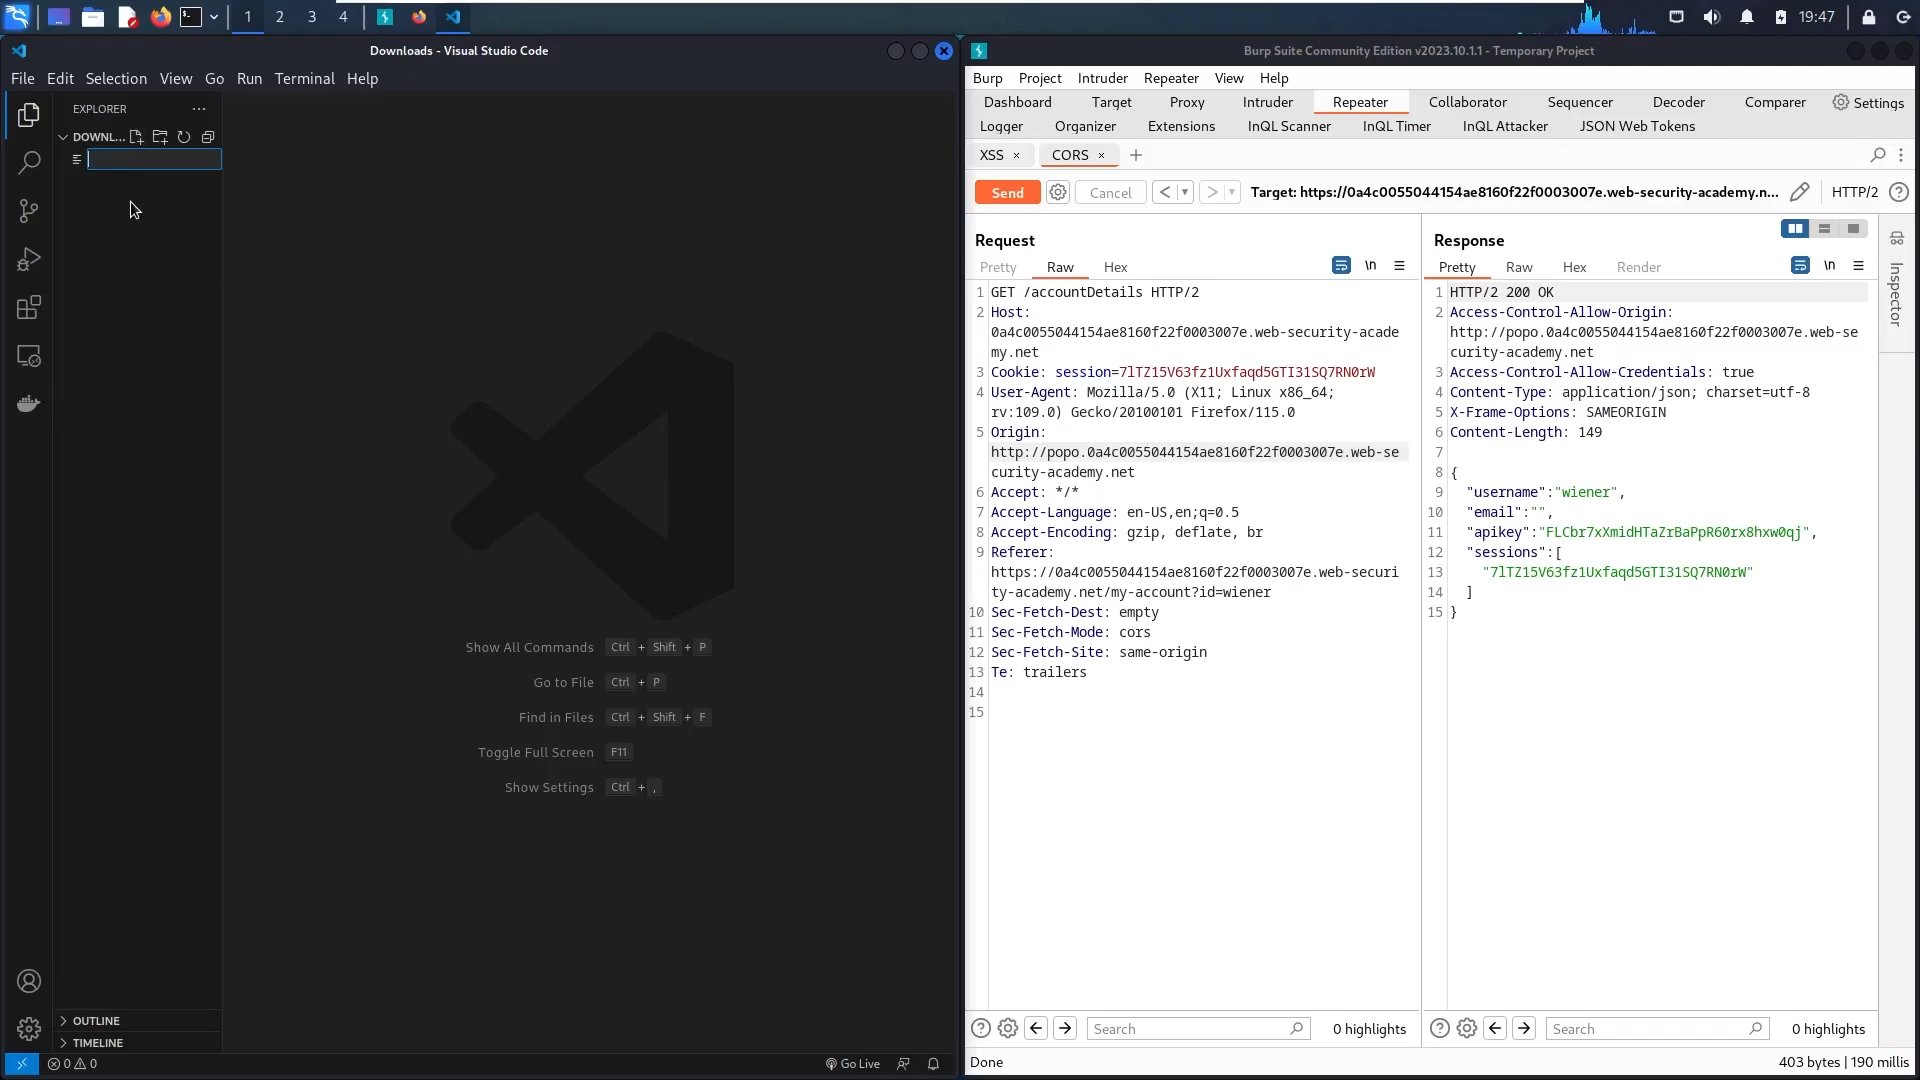 1
2
3
4
19:47
Downloads - Visual Studio Code
File Edit Selection View Go Run Terminal Help
EXPLORER
DOWNL...
Show All Commands Ctrl + Shift + P
Go to File Ctrl + P
Find in Files Ctrl + Shift + F
Toggle Full Screen F11
Show Settings Ctrl + ,
OUTLINE
TIMELINE
0 0
Go Live
Burp Suite Community Edition v2023.10.1.1 - Temporary Project
Burp Project Intruder Repeater View Help
Dashboard Target Proxy Intruder Repeater Collaborator Sequencer Decoder Comparer Settings
Logger Organizer Extensions InQL Scanner InQL Timer InQL Attacker JSON Web Tokens
XSS × CORS × +
Send Cancel < > Target: https://0a4c0055044154ae8160f22f0003007e.web-security-academy.n... HTTP/2
Request
Pretty Raw Hex \n
1 GET /accountDetails HTTP/2
2 Host:
0a4c0055044154ae8160f22f0003007e.web-security-acade
my.net
3 Cookie: session=7lTZ15V63fz1Uxfaqd5GTI31SQ7RN0rW
4 User-Agent: Mozilla/5.0 (X11; Linux x86_64;
rv:109.0) Gecko/20100101 Firefox/115.0
5 Origin:
http://popo.0a4c0055044154ae8160f22f0003007e.web-se
curity-academy.net
6 Accept: */*
7 Accept-Language: en-US,en;q=0.5
8 Accept-Encoding: gzip, deflate, br
9 Referer:
https://0a4c0055044154ae8160f22f0003007e.web-securi
ty-academy.net/my-account?id=wiener
10 Sec-Fetch-Dest: empty
11 Sec-Fetch-Mode: cors
12 Sec-Fetch-Site: same-origin
13 Te: trailers
14
15
Search
0 highlights
Response
Pretty Raw Hex Render \n
1 HTTP/2 200 OK
2 Access-Control-Allow-Origin:
http://popo.0a4c0055044154ae8160f22f0003007e.web-se
curity-academy.net
3 Access-Control-Allow-Credentials: true
4 Content-Type: application/json; charset=utf-8
5 X-Frame-Options: SAMEORIGIN
6 Content-Length: 149
7
8 {
9 "username":"wiener",
10 "email":"",
11 "apikey":"FLCbr7xXmidHTaZrBaPpR60rx8hxw0qj",
12 "sessions":[
13 "7lTZ15V63fz1Uxfaqd5GTI31SQ7RN0rW"
14 ]
15 }
Search
0 highlights
Inspector
Done
403 bytes | 190 millis